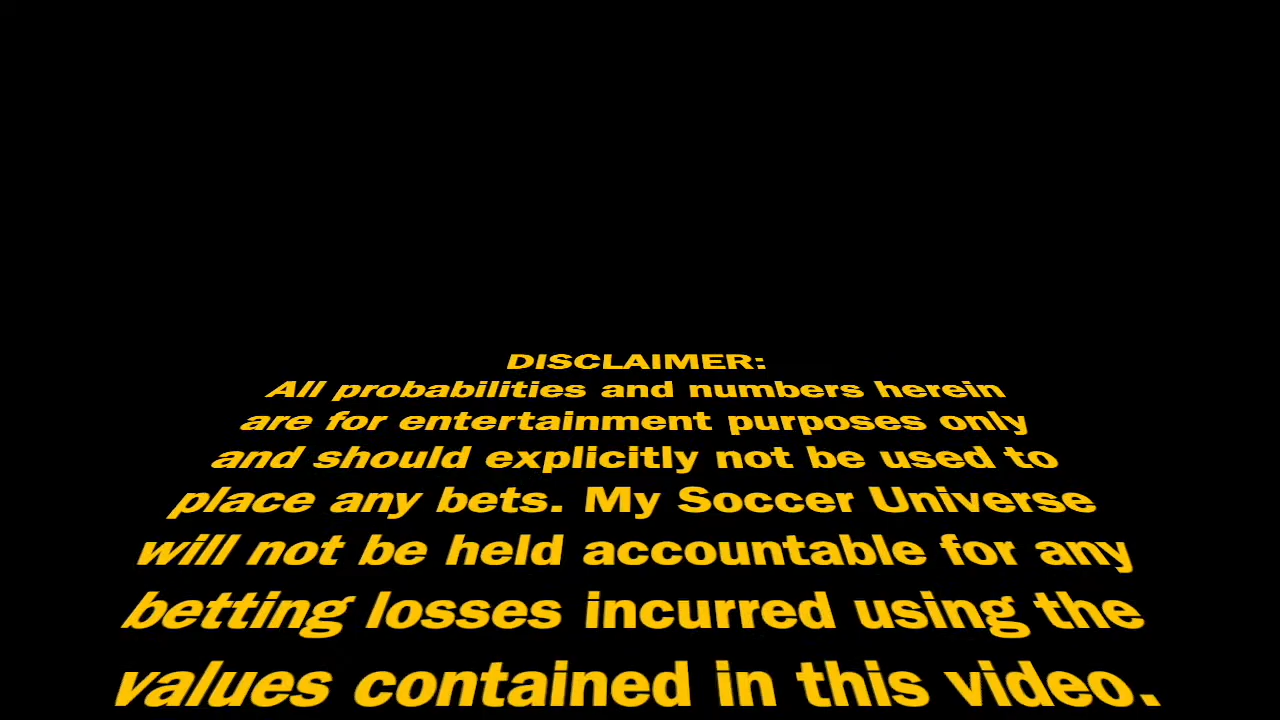 DISCLAIMER:
All probabilities and numbers herein
are for entertainment purposes only
and should explicitly not be used to
place any bets. My Soccer Universe
will not be held accountable for any
betting losses incurred using the
values contained in this video.